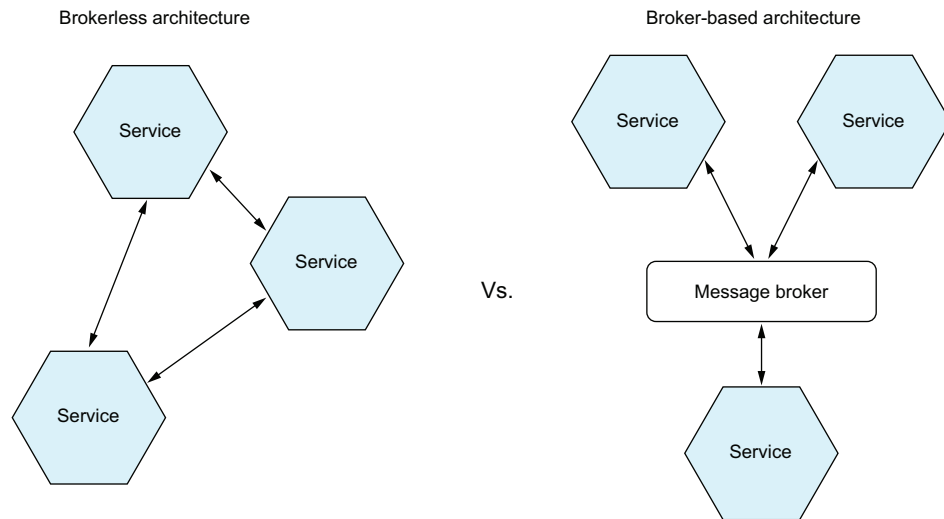 Brokerless architecture
Service
Service
Service
Vs.
Broker-based architecture
Service
Service
Message broker
Service